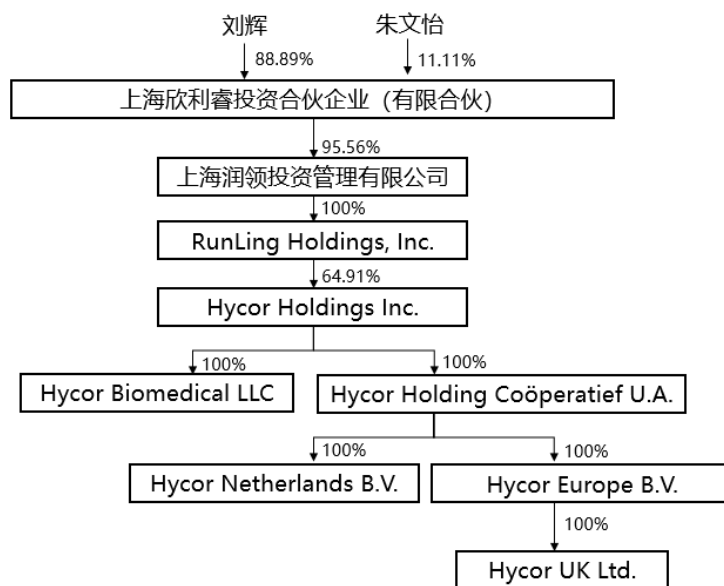 刘辉
朱文怡
88.89%
11.11%
上海欣利睿投资合伙企业（有限合伙）
95.56%
上海润领投资管理有限公司
100%
RunLing Holdings, Inc.
64.91%
Hycor Holdings Inc.
100%
100%
Hycor Biomedical LLC
Hycor Holding Coöperatief U.A.
100%
100%
Hycor Netherlands B.V.
Hycor Europe B.V.
100%
Hycor UK Ltd.